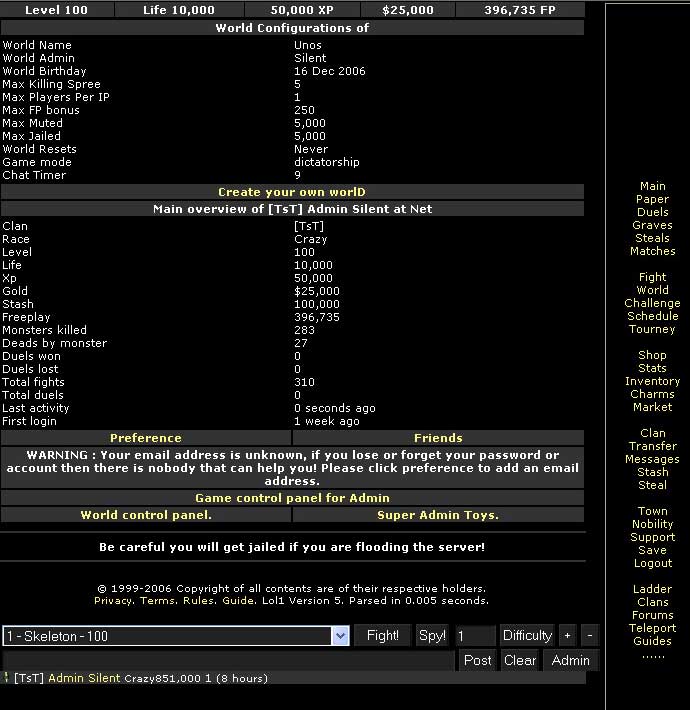 Level 100 Life 10,000 50,000 XP $25,000 396,735 FP
World Configurations of
World Name Unos
World Admin Silent
World Birthday 16 Dec 2006
Max Killing Spree 5
Max Players Per IP 1
Max FP bonus 250
Max Muted 5,000
Max Jailed 5,000
World Resets Never
Game mode dictatorship
Chat Timer 9
Create your own worlD
Main overview of [TsT] Admin Silent at Net
Clan [TsT]
Race Crazy
Level 100
Life 10,000
Xp 50,000
Gold $25,000
Stash 100,000
Freeplay 396,735
Monsters killed 283
Deads by monster 27
Duels won 0
Duels lost 0
Total fights 310
Total duels 0
Last activity 0 seconds ago
First login 1 week ago
Preference Friends
WARNING : Your email address is unknown, if you lose or forget your password or
account then there is nobody that can help you! Please click preference to add an email
address.
Game control panel for Admin
World control panel. Super Admin Toys.
Be careful you will get jailed if you are flooding the server!
© 1999-2006 Copyright of all contents are of their respective holders.
Privacy. Terms. Rules. Guide. Lol1 Version 5. Parsed in 0.005 seconds.
1 - Skeleton - 100 Fight! Spy! 1 Difficulty + -
Post Clear Admin
[TsT] Admin Silent Crazy851,000 1 (8 hours)
Main
Paper
Duels
Graves
Steals
Matches
Fight
World
Challenge
Schedule
Tourney
Shop
Stats
Inventory
Charms
Market
Clan
Transfer
Messages
Stash
Steal
Town
Nobility
Support
Save
Logout
Ladder
Clans
Forums
Teleport
Guides
......